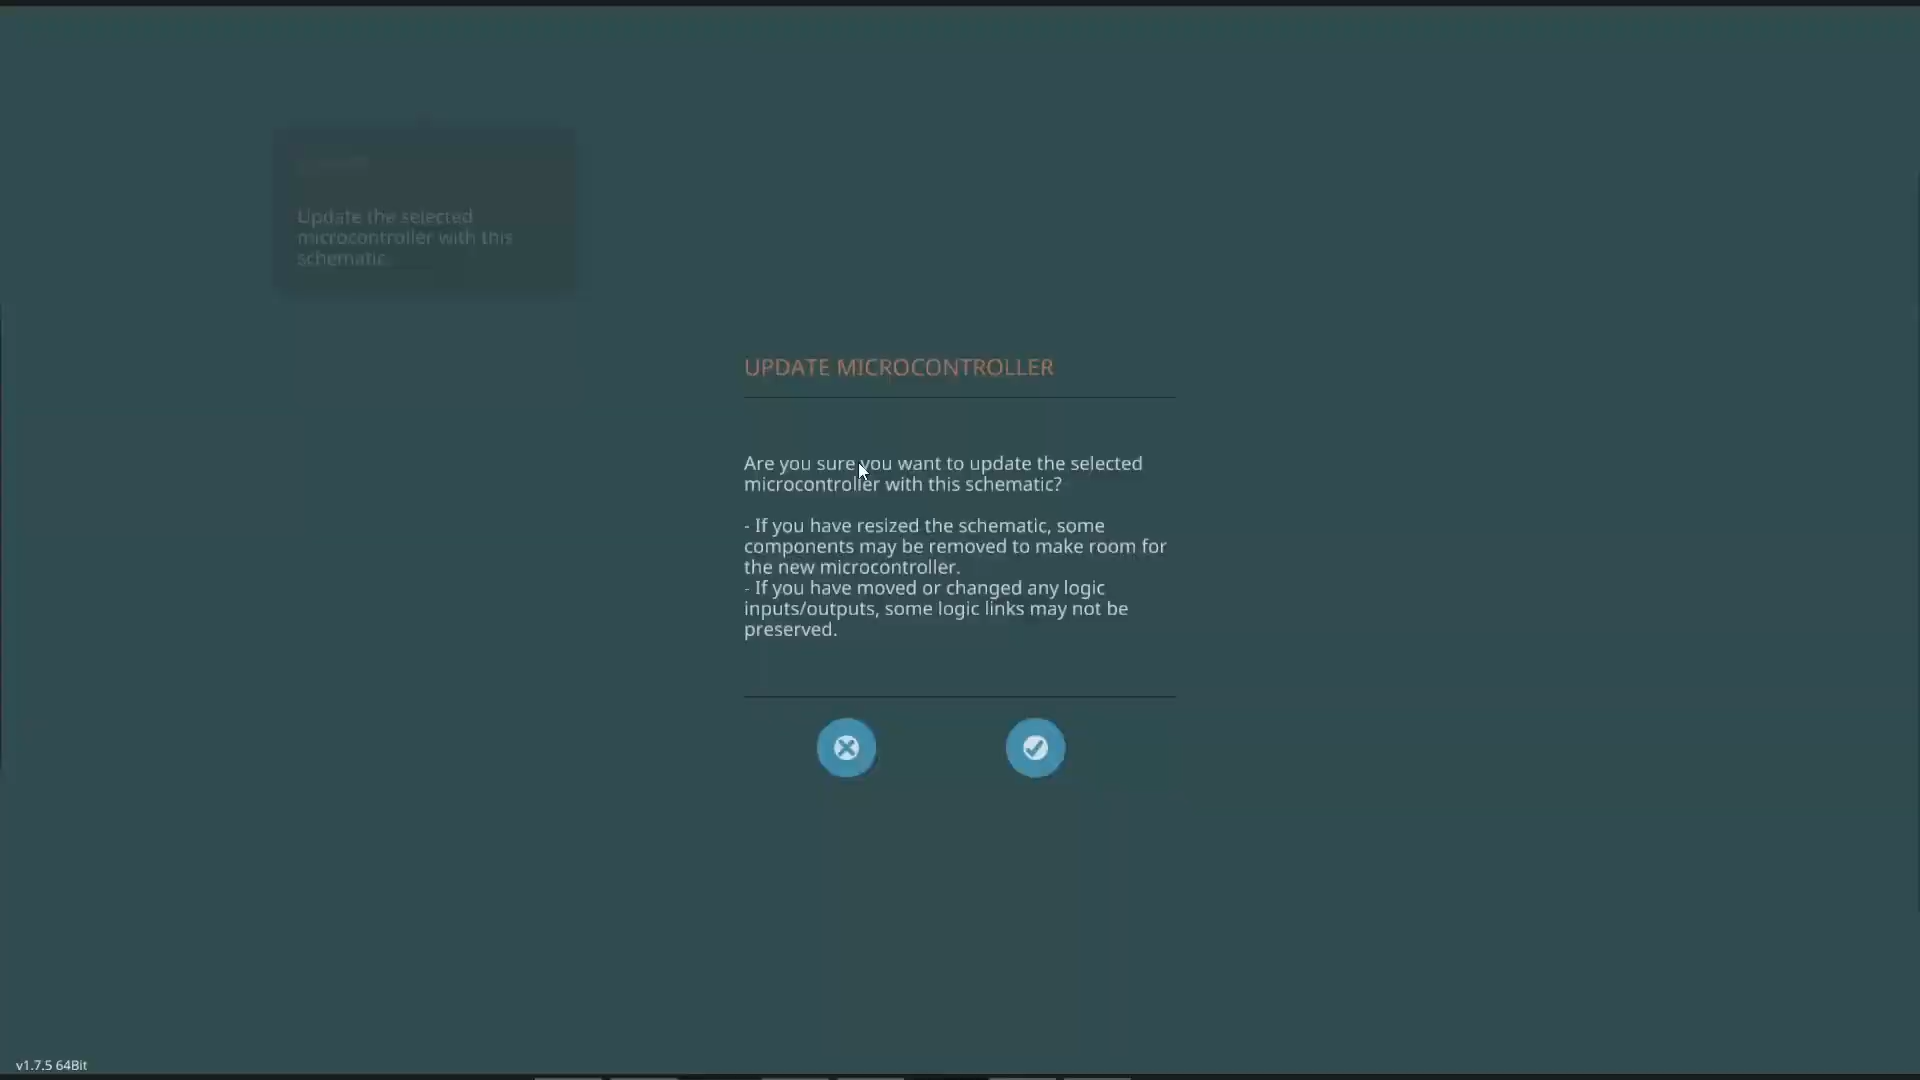 Update the selected
microcontroller with this
schematic.
UPDATE MICROCONTROLLER
Are you sure you want to update the selected
microcontroller with this schematic?
- If you have resized the schematic, some
components may be removed to make room for
the new microcontroller.
- If you have moved or changed any logic
inputs/outputs, some logic links may not be
preserved.
v1.7.5 64Bit